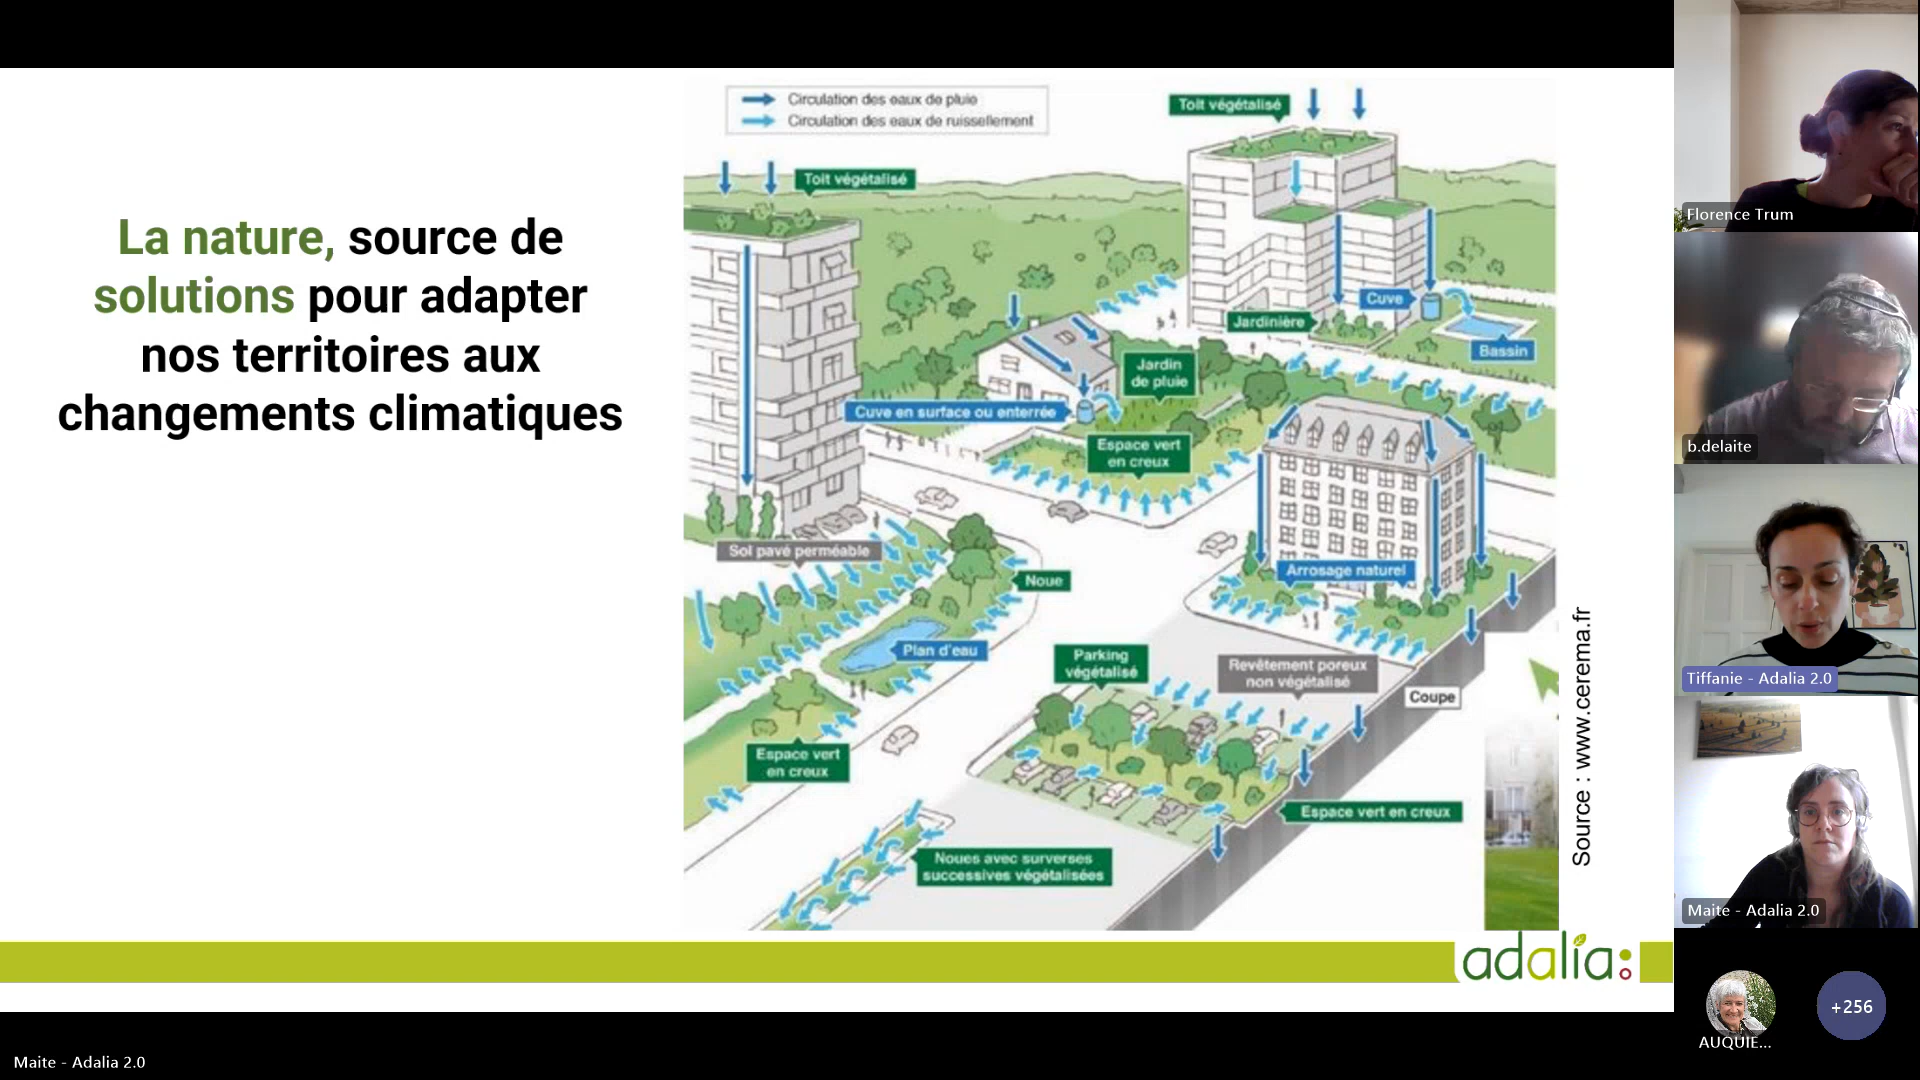 La nature, source de
solutions pour adapter
nos territoires aux
changements climatiques
Circulation des eaux de pluie
Circulation des eaux de ruissellement
Toit végétalisé
Toit végétalisé
Cuve
Jardinière
Bassin
Jardin
de pluie
Cuve en surface ou enterrée
Espace vert
en creux
Sol pavé perméable
Arrosage naturel
Noue
Plan d'eau
Parking
végétalisé
Revêtement poreux
non végétalisé
Coupe
Espace vert
en creux
Espace vert en creux
Noues avec surverses
successives végétalisées
Source : www.cerema.fr
adalia
Florence Trum
b.delaite
Tiffanie - Adalia 2.0
Maite - Adalia 2.0
AUQUIE...
+256
Maite - Adalia 2.0